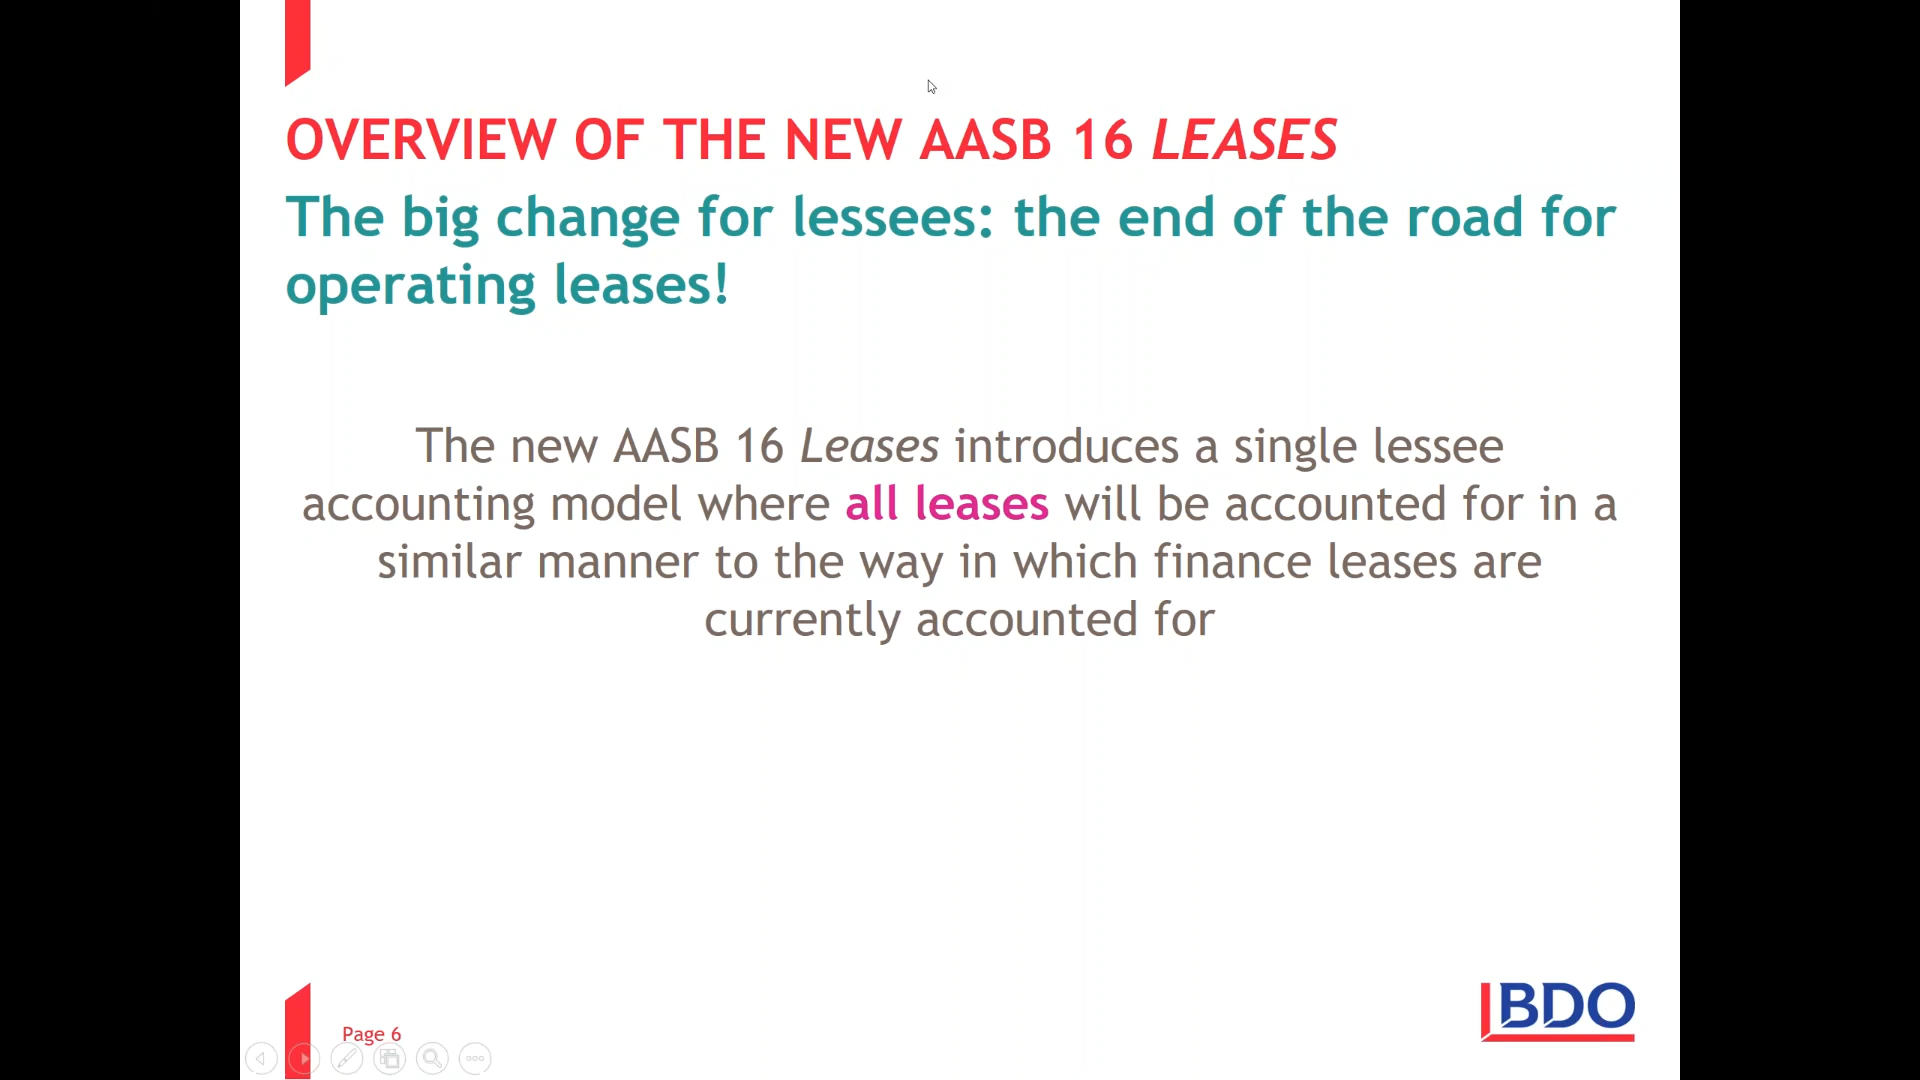 OVERVIEW OF THE NEW AASB 16 LEASES
The big change for lessees: the end of the road for
operating leases!
The new AASB 16 Leases introduces a single lessee
accounting model where all leases will be accounted for in a
similar manner to the way in which finance leases are
currently accounted for
Page 6
BDO